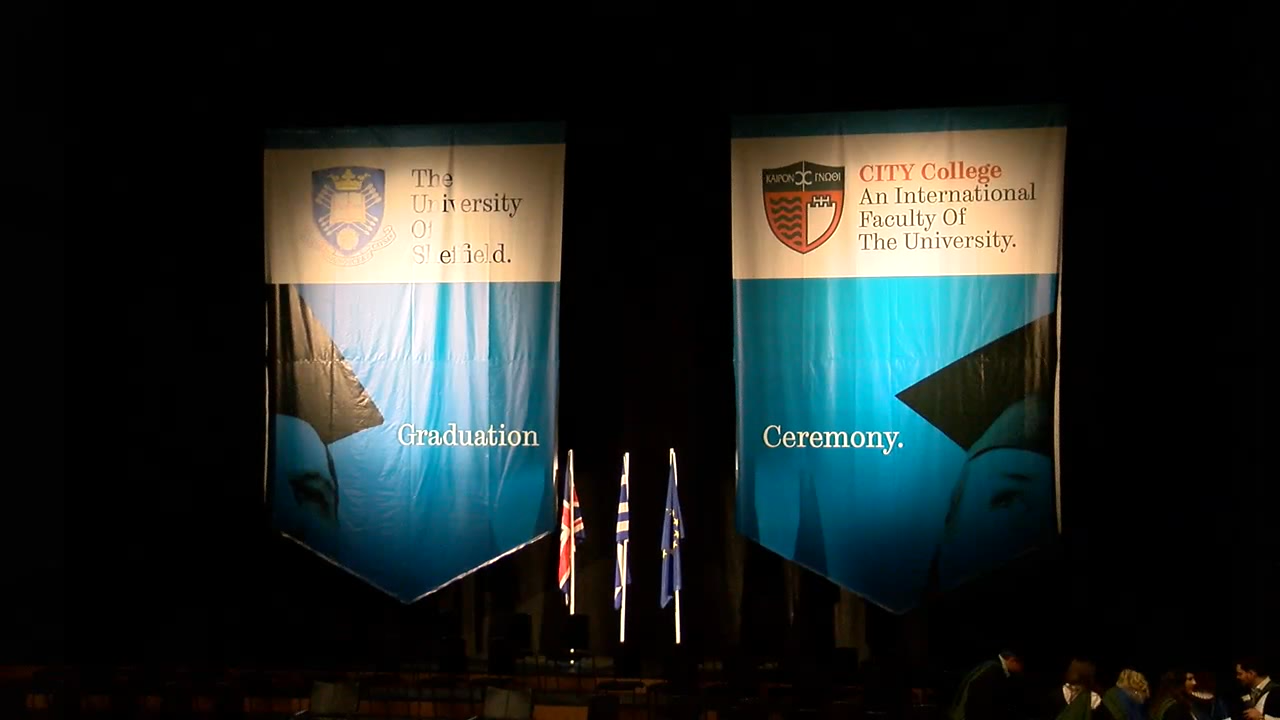 The
University
Of
Sheffield.
Graduation
ΚΑΙΡΟΝ ΓΝΩΘΙ
CITY College
An International
Faculty Of
The University.
Ceremony.